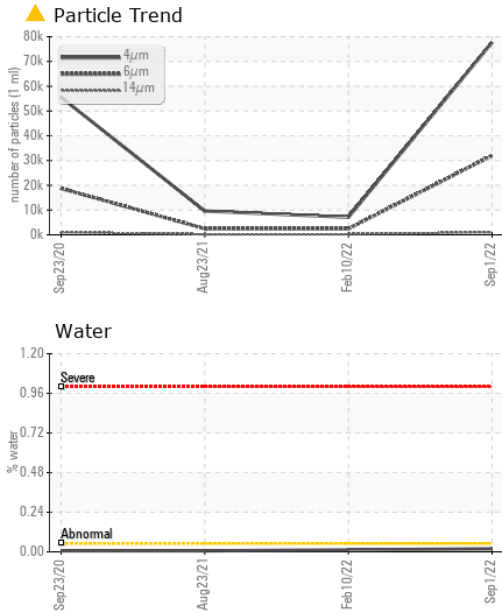 Particle Trend
80k
70k
60k
50k
40k
30k
20k
10k
0k
number of particles (1 ml)
4μm
6μm
14μm
Sep23/20
Aug23/21
Feb10/22
Sep1/22
Water
1.20
0.96
0.72
0.48
0.24
0.00
% water
Severe
Abnormal
Sep23/20
Aug23/21
Feb10/22
Sep1/22